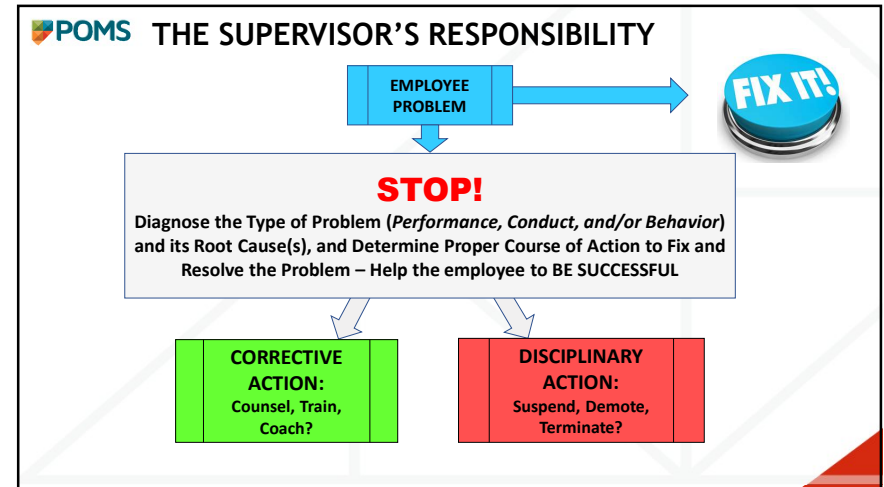 POMS THE SUPERVISOR’S RESPONSIBILITY
EMPLOYEE
PROBLEM
FIX IT!
STOP!
Diagnose the Type of Problem (Performance, Conduct, and/or Behavior)
and its Root Cause(s), and Determine Proper Course of Action to Fix and
Resolve the Problem – Help the employee to BE SUCCESSFUL
CORRECTIVE
ACTION:
Counsel, Train,
Coach?
DISCIPLINARY
ACTION:
Suspend, Demote,
Terminate?